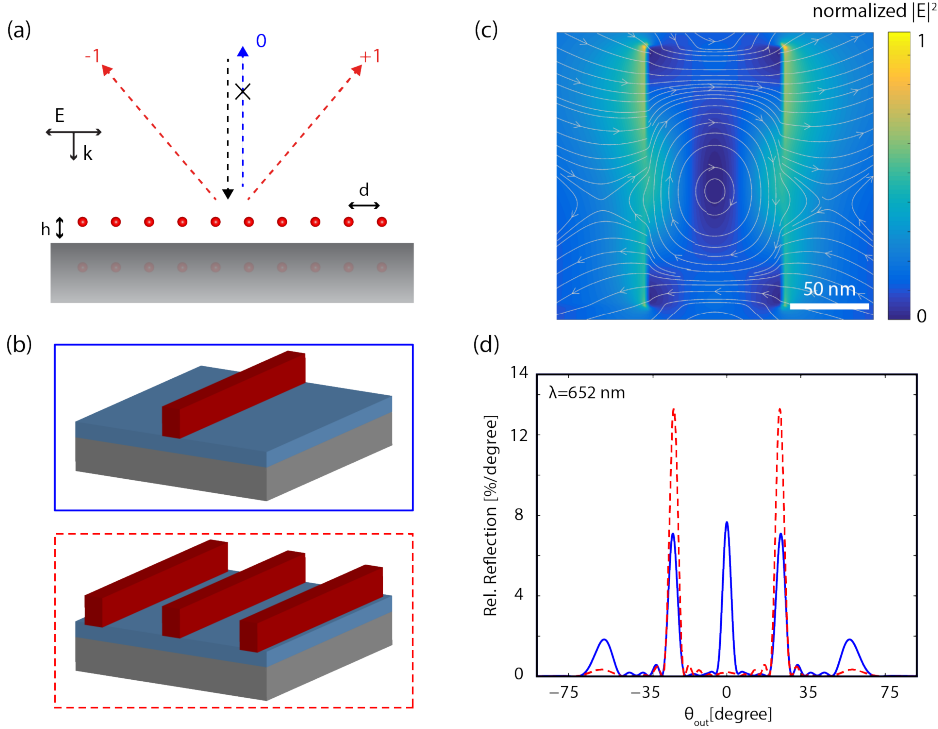 (a)
-1
0
+1
E
k
d
h
(b)
(c)
normalized |E|²
1
50 nm
0
(d)
λ=652 nm
Rel. Reflection [%/degree]
14
12
8
4
0
−75
−35
0
35
75
θout[degree]